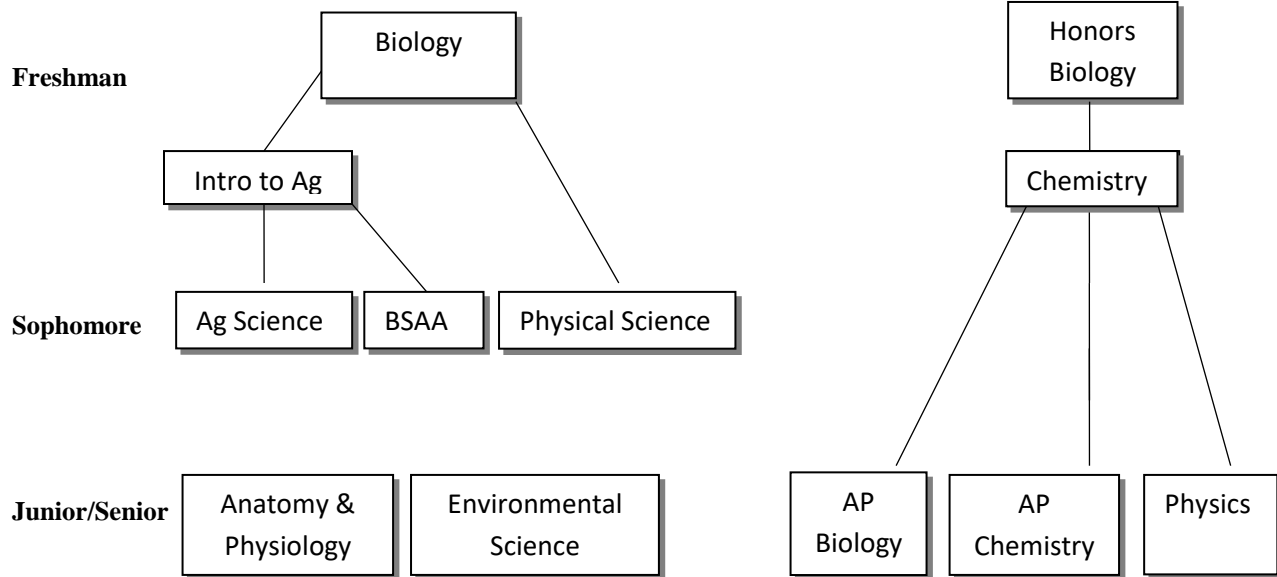 Biology
Honors
Biology
Freshman
Intro to Ag
Chemistry
Sophomore
Ag Science
BSAA
Physical Science
Junior/Senior
Anatomy &
Physiology
Environmental
Science
AP
Biology
AP
Chemistry
Physics